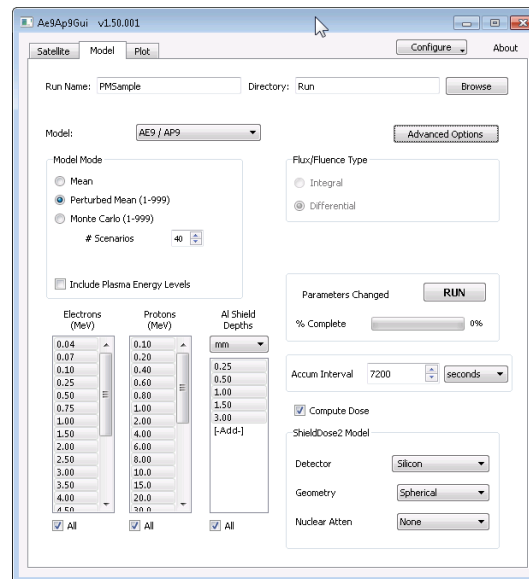 Ae9Ap9Gui v1.50.001
Satellite Model Plot Configure About
Run Name: PMSample Directory: Run Browse
Model: AE9 / AP9 Advanced Options
Model Mode
Mean
Perturbed Mean (1-999)
Monte Carlo (1-999)
# Scenarios 40
Include Plasma Energy Levels
Flux/Fluence Type
Integral
Differential
Parameters Changed RUN
% Complete 0%
Electrons
(MeV)
0.04
0.07
0.10
0.25
0.50
0.75
1.00
1.50
2.00
2.50
3.00
3.50
4.00
4.50
All
Protons
(MeV)
0.10
0.20
0.40
0.60
0.80
1.00
2.00
4.00
6.00
8.00
10.0
15.0
20.0
30.0
All
Al Shield
Depths
mm
0.25
0.50
1.00
1.50
3.00
[-Add-]
All
Accum Interval 7200 seconds
Compute Dose
ShieldDose2 Model
Detector Silicon
Geometry Spherical
Nuclear Atten None